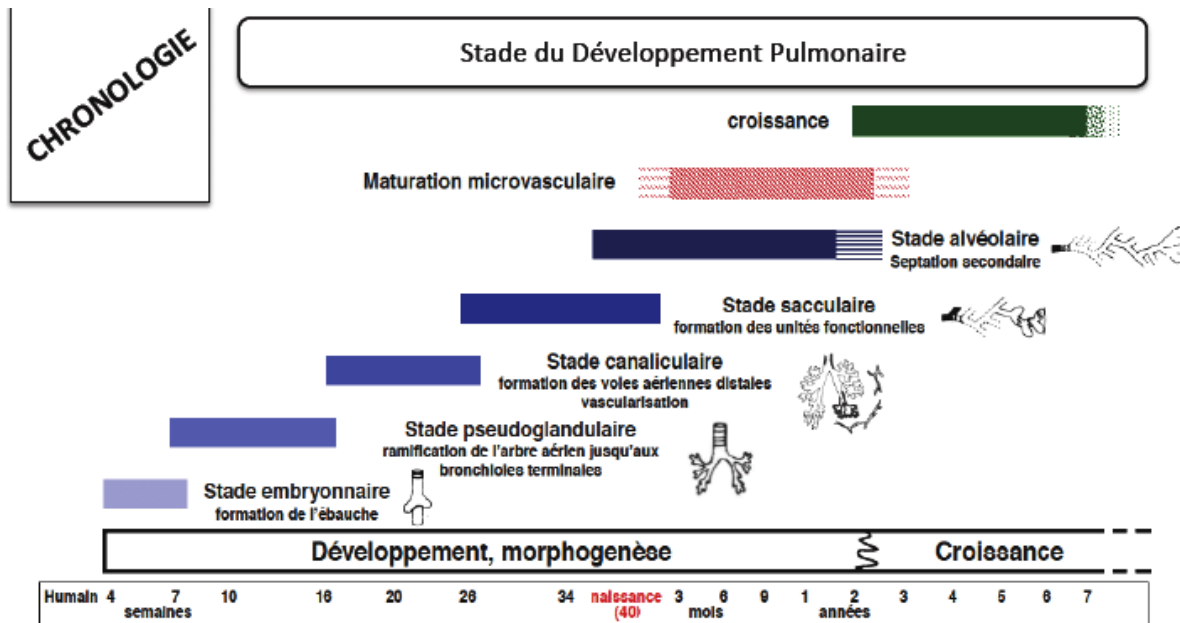 CHRONOLOGIE
Stade du Développement Pulmonaire
croissance
Maturation microvasculaire
Stade alvéolaire
Septation secondaire
Stade sacculaire
formation des unités fonctionnelles
Stade canaliculaire
formation des voies aériennes distales
vascularisation
Stade pseudoglandulaire
ramification de l'arbre aérien jusqu'aux
bronchioles terminales
Stade embryonnaire
formation de l'ébauche
Développement, morphogenèse Croissance
Humain 4 7 10 16 20 26 34 naissance 3 6 9 1 2 3 4 5 6 7
semaines (40) mois années